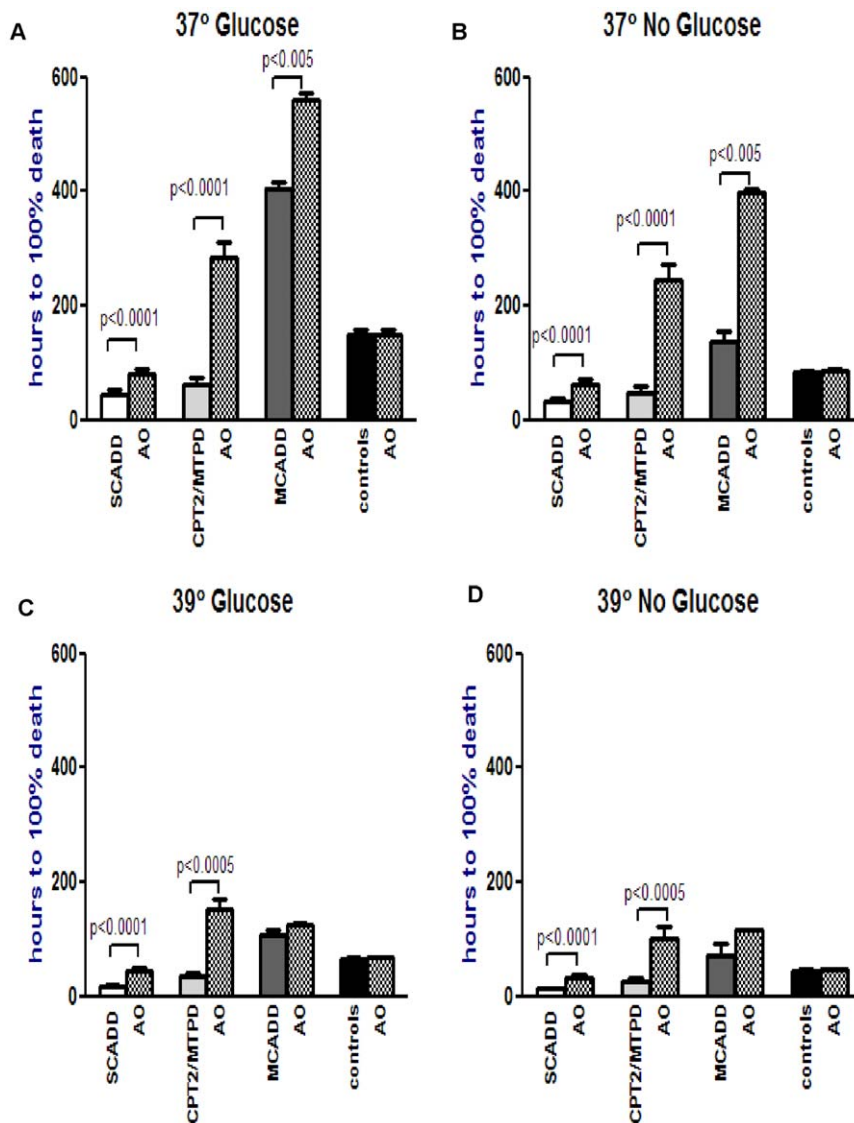 A
37º Glucose
hours to 100% death
600
400
200
0
p<0.0001
p<0.0001
p<0.005
SCADD
AO
CPT2/MTPD
AO
MCADD
AO
controls
AO
B
37º No Glucose
hours to 100% death
600
400
200
0
p<0.0001
p<0.0001
p<0.005
SCADD
AO
CPT2/MTPD
AO
MCADD
AO
controls
AO
C
39º Glucose
hours to 100% death
600
400
200
0
p<0.0001
p<0.0005
SCADD
AO
CPT2/MTPD
AO
MCADD
AO
controls
AO
D
39º No Glucose
hours to 100% death
600
400
200
0
p<0.0001
p<0.0005
SCADD
AO
CPT2/MTPD
AO
MCADD
AO
controls
AO